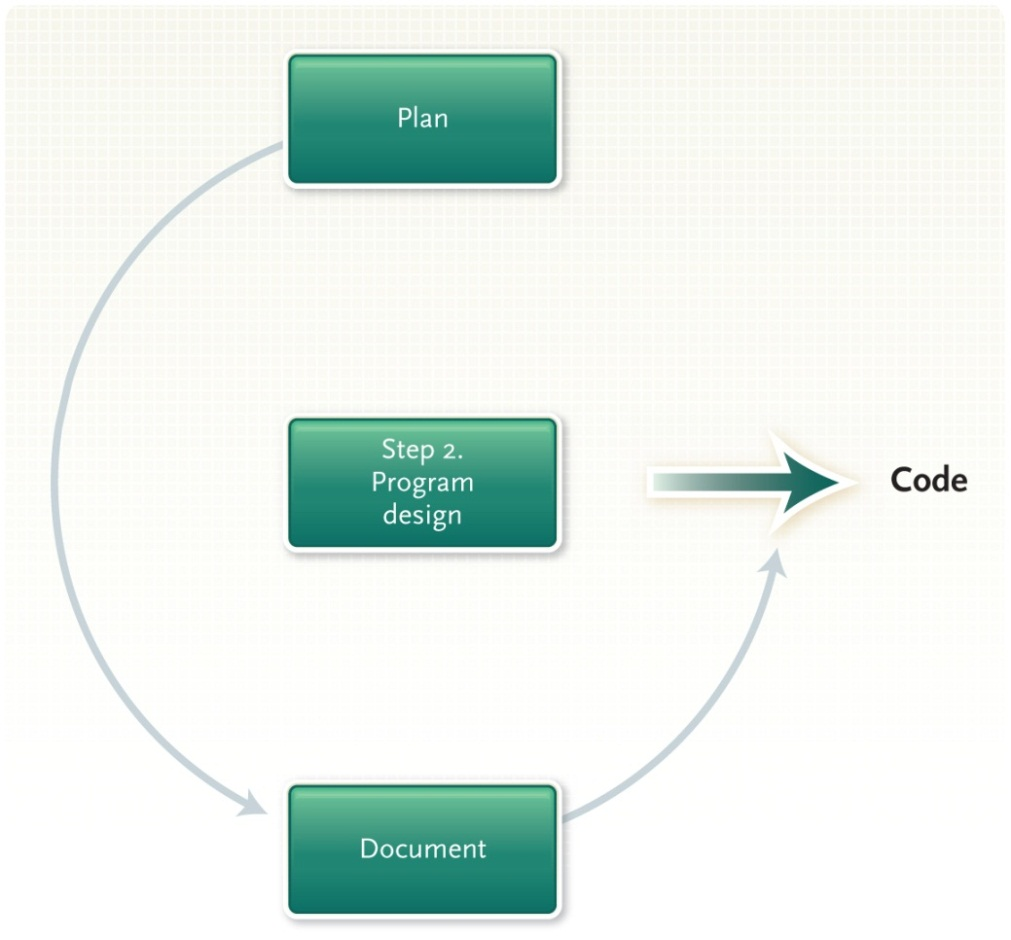 Plan
Step 2.
Program
design
Code
Document